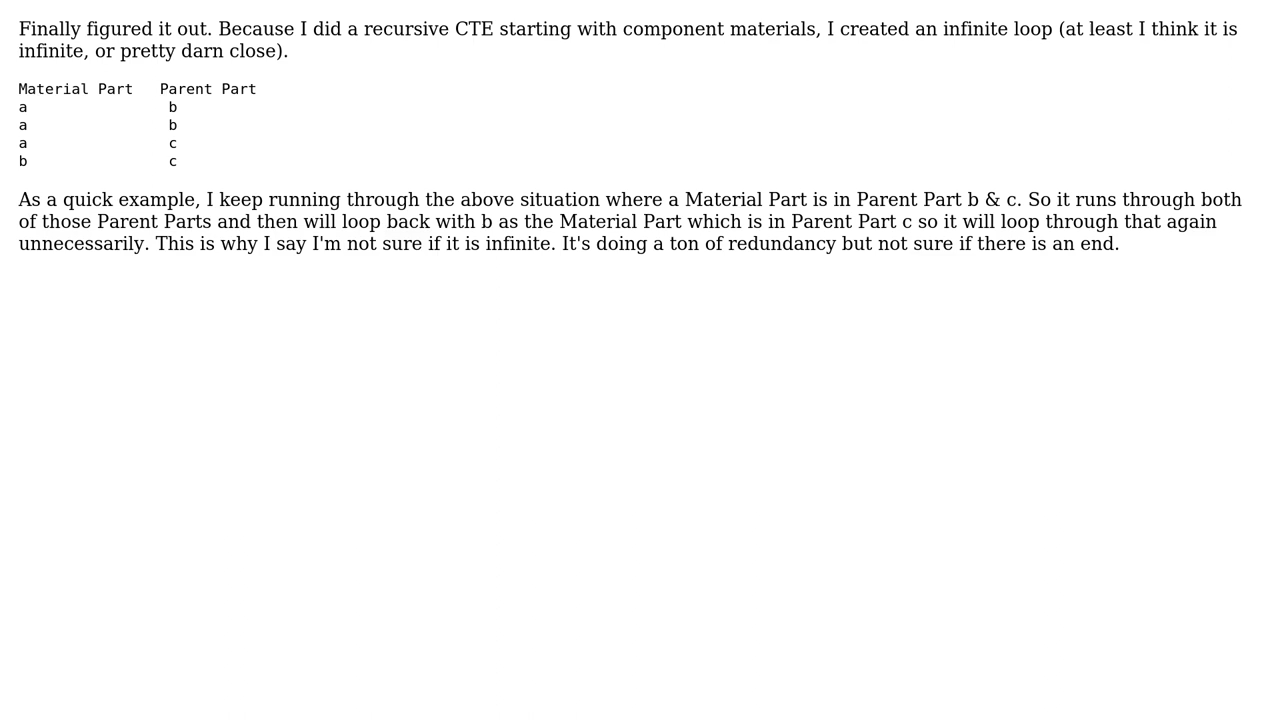 Finally figured it out. Because I did a recursive CTE starting with component materials, I created an infinite loop (at least I think it is
infinite, or pretty darn close).
Material Part   Parent Part
a                b
a                b
a                c
b                c
As a quick example, I keep running through the above situation where a Material Part is in Parent Part b & c. So it runs through both
of those Parent Parts and then will loop back with b as the Material Part which is in Parent Part c so it will loop through that again
unnecessarily. This is why I say I'm not sure if it is infinite. It's doing a ton of redundancy but not sure if there is an end.